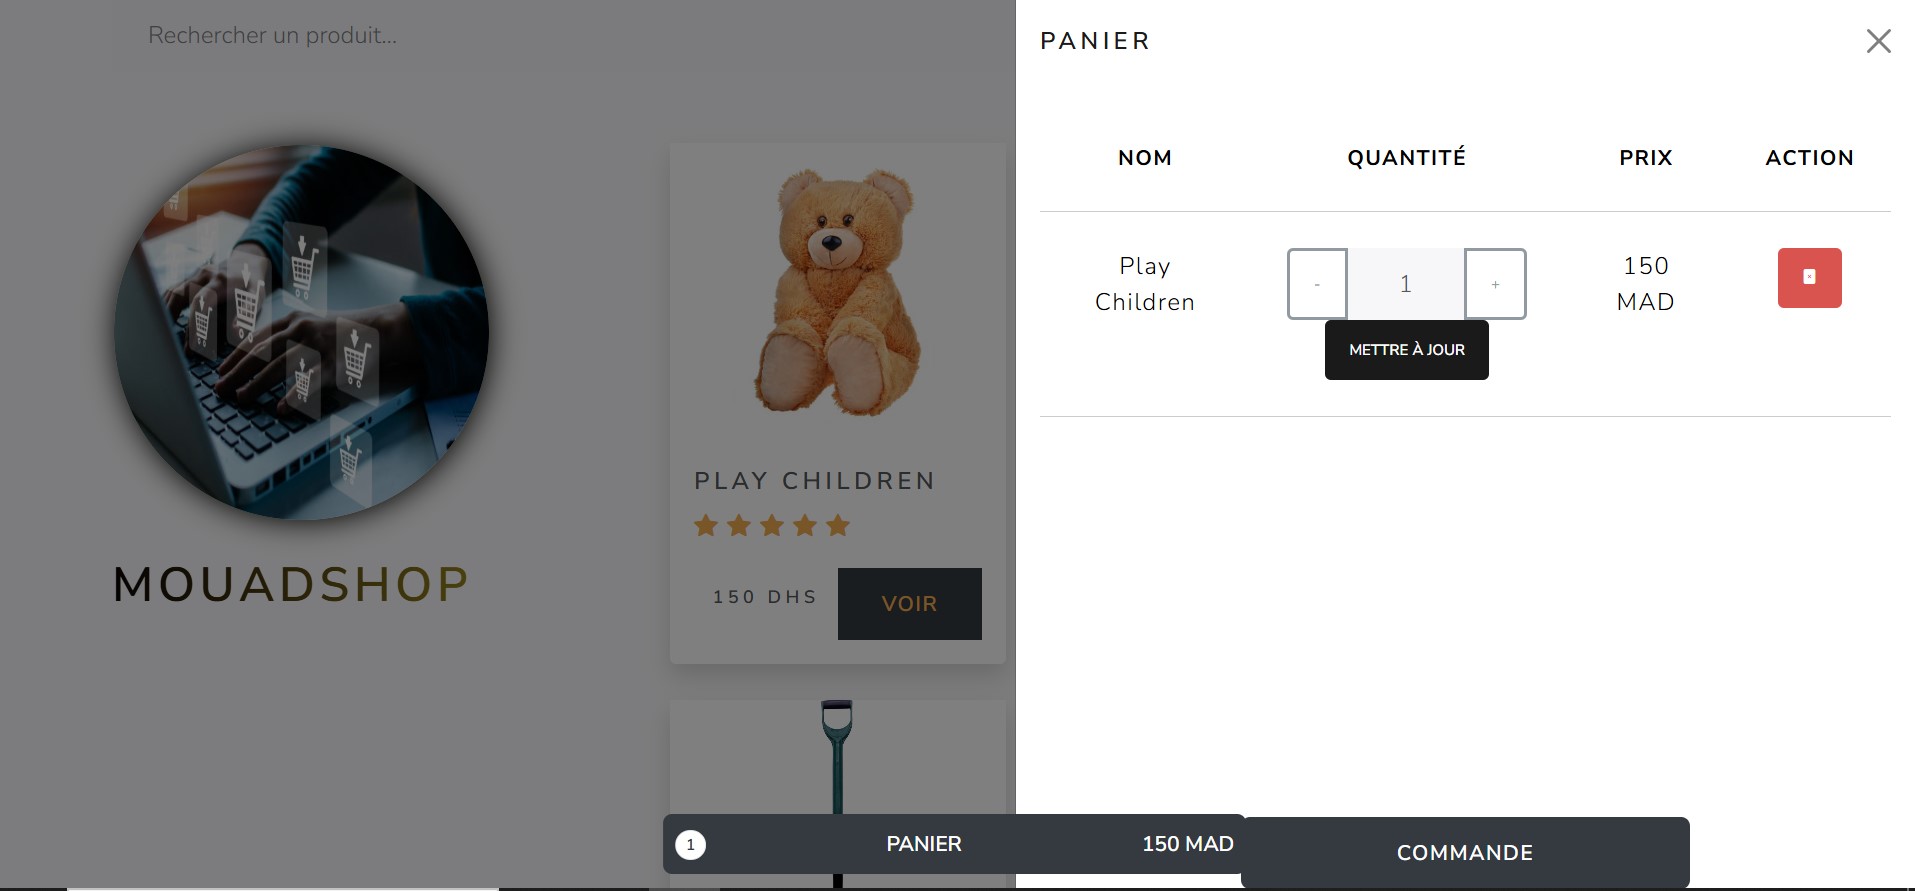 Rechercher un produit...
MOUADSHOP
PLAY CHILDREN
150 DHS
VOIR
PANIER
NOM QUANTITÉ PRIX ACTION
Play
Children
- 1 +
150
MAD
METTRE À JOUR
1 PANIER 150 MAD
COMMANDE